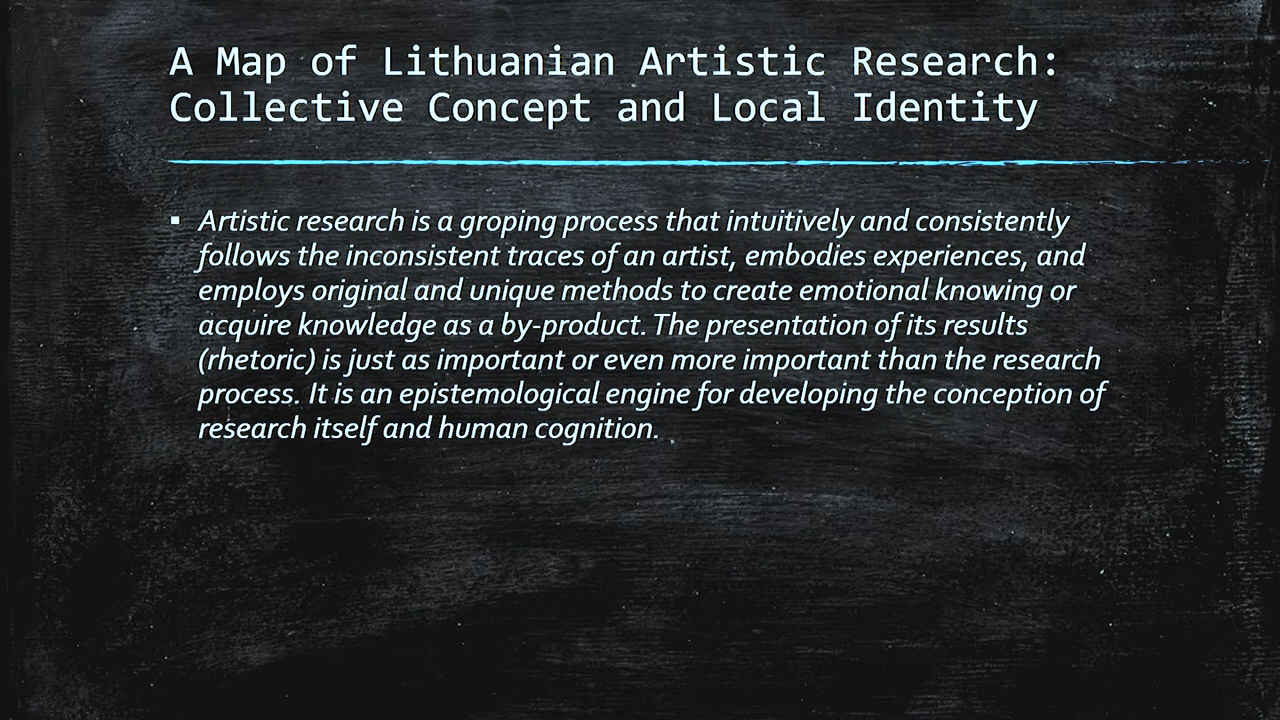 A Map of Lithuanian Artistic Research:
Collective Concept and Local Identity
▪ Artistic research is a groping process that intuitively and consistently
follows the inconsistent traces of an artist, embodies experiences, and
employs original and unique methods to create emotional knowing or
acquire knowledge as a by-product. The presentation of its results
(rhetoric) is just as important or even more important than the research
process. It is an epistemological engine for developing the conception of
research itself and human cognition.